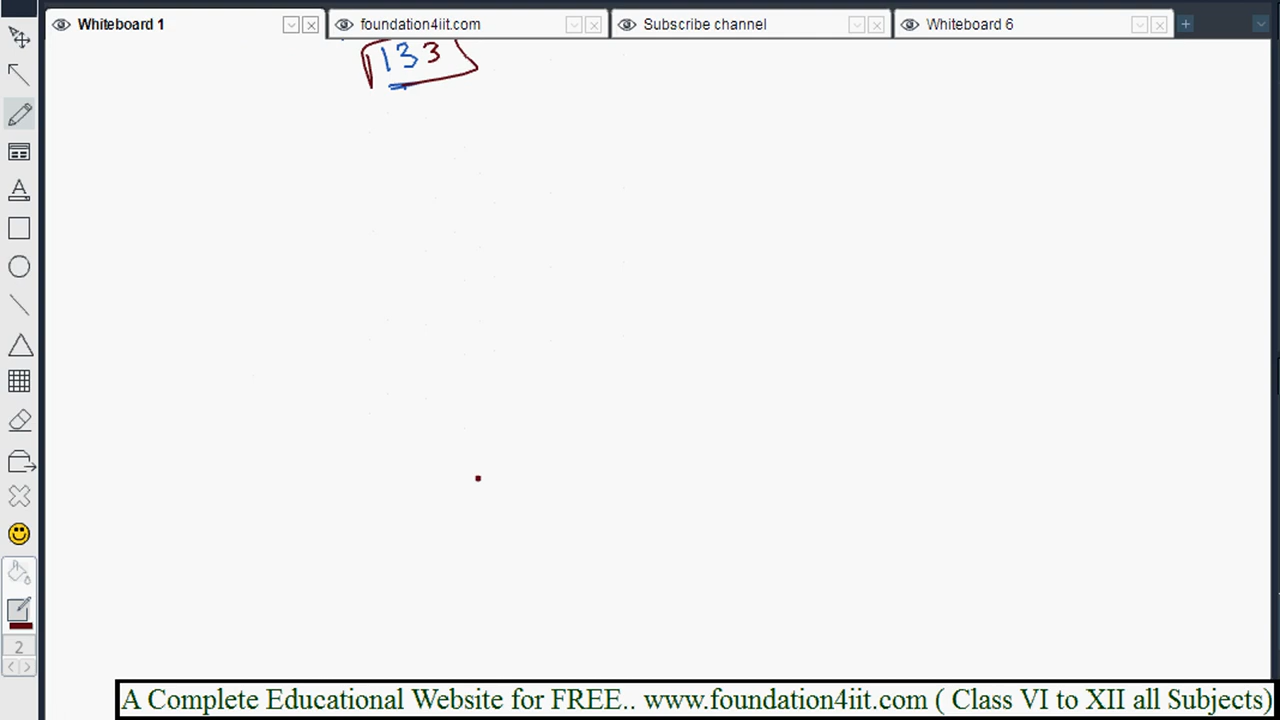 Whiteboard 1 foundation4iit.com Subscribe channel Whiteboard 6
133
2
A Complete Educational Website for FREE.. www.foundation4iit.com ( Class VI to XII all Subjects)